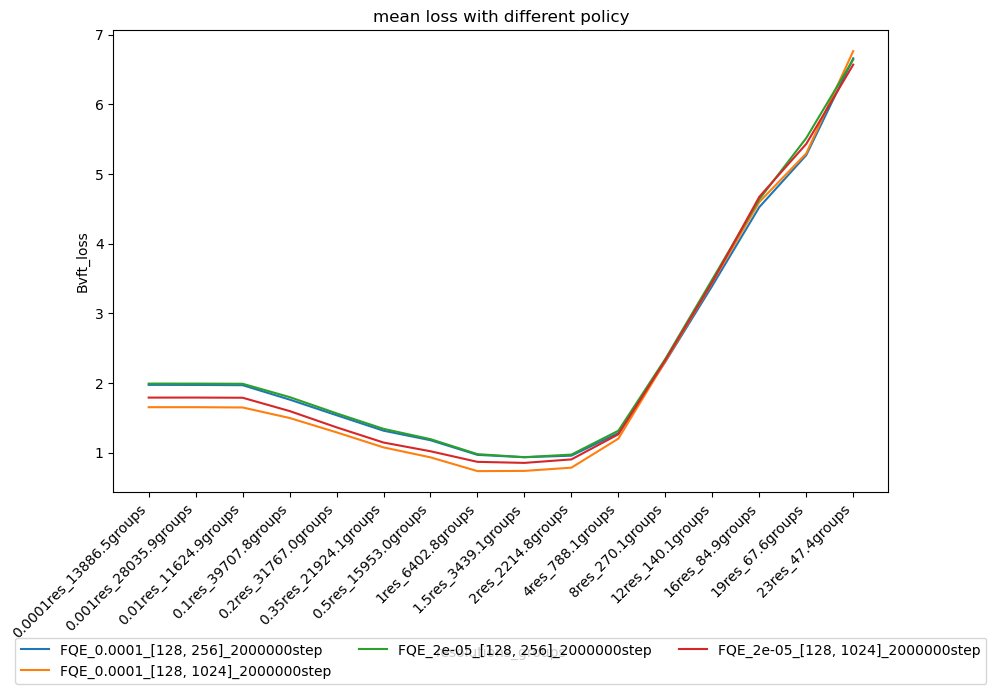 mean loss with different policy
Bvft_loss
7
6
5
4
3
2
1
0.0001res_13886.5groups
0.001res_28035.9groups
0.01res_11624.9groups
0.1res_39707.8groups
0.2res_31767.0groups
0.35res_21924.1groups
0.5res_15953.0groups
1res_6402.8groups
1.5res_3439.1groups
2res_2214.8groups
4res_788.1groups
8res_270.1groups
12res_140.1groups
16res_84.9groups
19res_67.6groups
23res_47.4groups
FQE_0.0001_[128, 256]_2000000step
FQE_0.0001_[128, 1024]_2000000step
FQE_2e-05_[128, 256]_2000000step
FQE_2e-05_[128, 1024]_2000000step